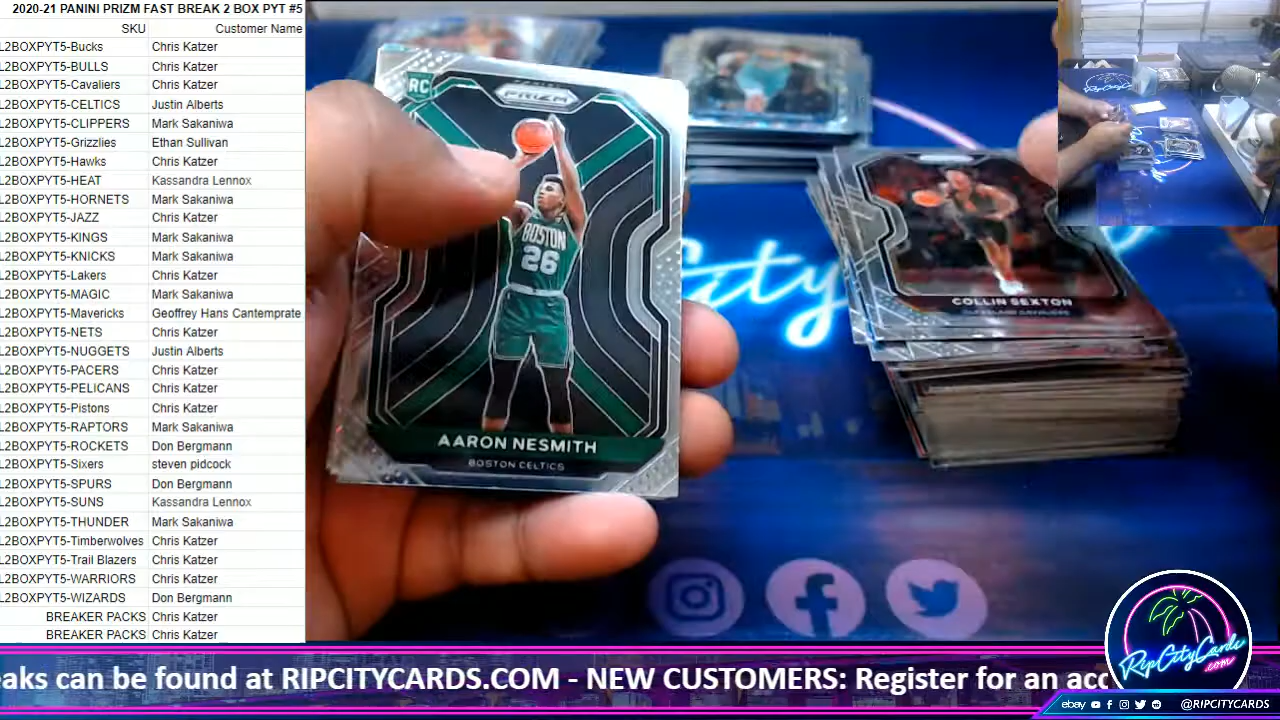 2020-21 PANINI PRIZM FAST BREAK 2 BOX PYT #5
SKU Customer Name
L2BOXPYT5-Bucks Chris Katzer
L2BOXPYT5-BULLS Chris Katzer
L2BOXPYT5-Cavaliers Chris Katzer
L2BOXPYT5-CELTICS Justin Alberts
L2BOXPYT5-CLIPPERS Mark Sakaniwa
L2BOXPYT5-Grizzlies Ethan Sullivan
L2BOXPYT5-Hawks Chris Katzer
L2BOXPYT5-HEAT Kassandra Lennox
L2BOXPYT5-HORNETS Mark Sakaniwa
L2BOXPYT5-JAZZ Chris Katzer
L2BOXPYT5-KINGS Mark Sakaniwa
L2BOXPYT5-KNICKS Mark Sakaniwa
L2BOXPYT5-Lakers Chris Katzer
L2BOXPYT5-MAGIC Mark Sakaniwa
L2BOXPYT5-Mavericks Geoffrey Hans Cantemprate
L2BOXPYT5-NETS Chris Katzer
L2BOXPYT5-NUGGETS Justin Alberts
L2BOXPYT5-PACERS Chris Katzer
L2BOXPYT5-PELICANS Chris Katzer
L2BOXPYT5-Pistons Chris Katzer
L2BOXPYT5-RAPTORS Mark Sakaniwa
L2BOXPYT5-ROCKETS Don Bergmann
L2BOXPYT5-Sixers steven pidcock
L2BOXPYT5-SPURS Don Bergmann
L2BOXPYT5-SUNS Kassandra Lennox
L2BOXPYT5-THUNDER Mark Sakaniwa
L2BOXPYT5-Timberwolves Chris Katzer
L2BOXPYT5-Trail Blazers Chris Katzer
L2BOXPYT5-WARRIORS Chris Katzer
L2BOXPYT5-WIZARDS Don Bergmann
BREAKER PACKS Chris Katzer
BREAKER PACKS Chris Katzer
RC
PANINI
PRIZM
BOSTON
26
AARON NESMITH
BOSTON CELTICS
COLLIN SEXTON
CLEVELAND CAVALIERS
City
eaks can be found at RIPCITYCARDS.COM - NEW CUSTOMERS: Register for an acc
RipCityCards
.com
ebay @RIPCITYCARDS